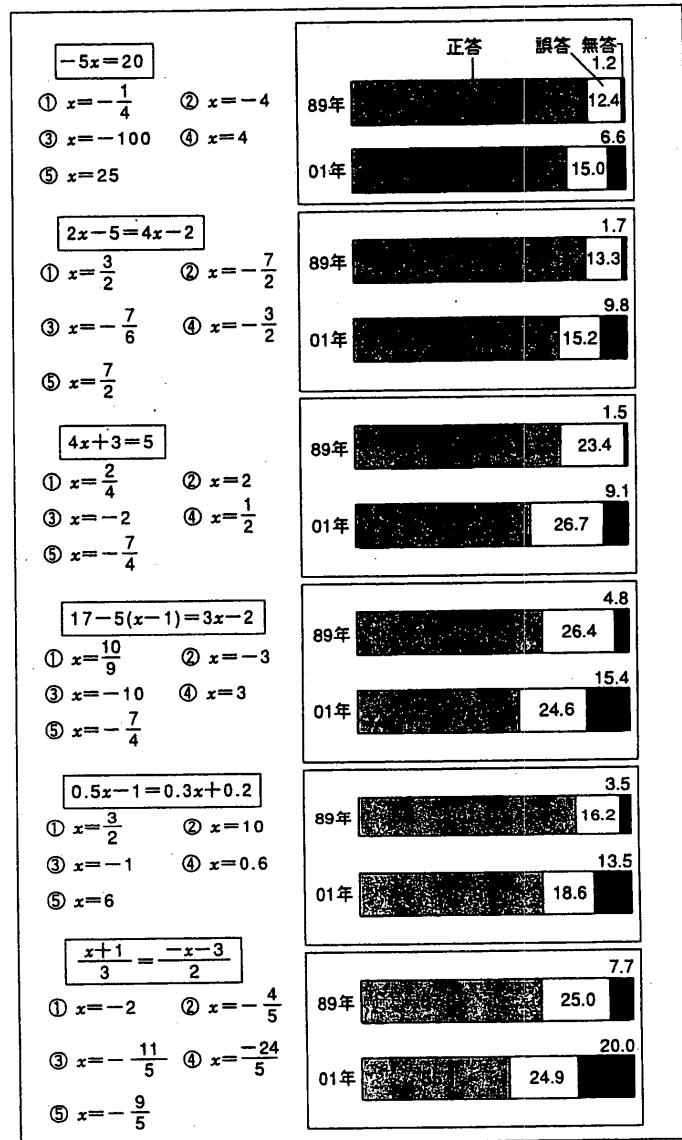 -5x=20
① x=-1/4 ② x=-4
③ x=-100 ④ x=4
⑤ x=25
正答 誤答 無答
1.2
89年 12.4
6.6
01年 15.0
2x-5=4x-2
① x=3/2 ② x=-7/2
③ x=-7/6 ④ x=-3/2
⑤ x=7/2
1.7
89年 13.3
9.8
01年 15.2
4x+3=5
① x=2/4 ② x=2
③ x=-2 ④ x=1/2
⑤ x=-7/4
1.5
89年 23.4
9.1
01年 26.7
17-5(x-1)=3x-2
① x=10/9 ② x=-3
③ x=-10 ④ x=3
⑤ x=-7/4
4.8
89年 26.4
15.4
01年 24.6
0.5x-1=0.3x+0.2
① x=3/2 ② x=10
③ x=-1 ④ x=0.6
⑤ x=6
3.5
89年 16.2
13.5
01年 18.6
x+1/3=-x-3/2
① x=-2 ② x=-4/5
③ x=-11/5 ④ x=-24/5
⑤ x=-9/5
7.7
89年 25.0
20.0
01年 24.9